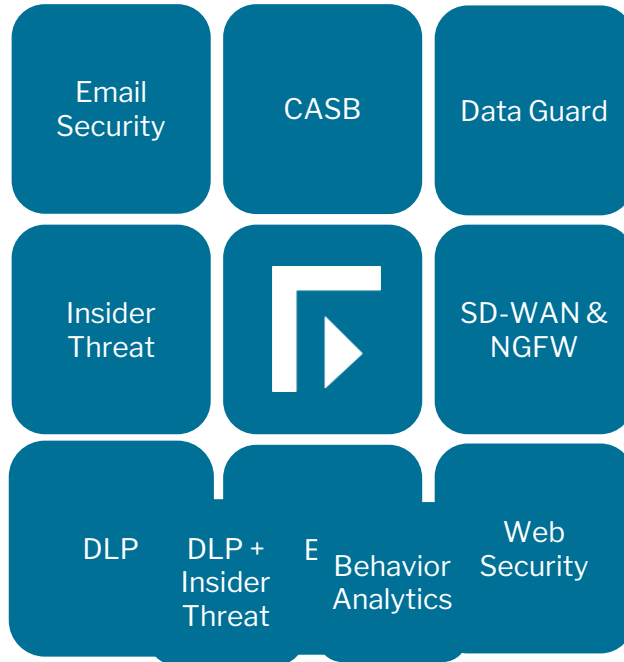 Email
Security
CASB
Data Guard
Insider
Threat
SD-WAN &
NGFW
DLP
DLP +
Insider
Threat
E
Behavior
Analytics
Web
Security